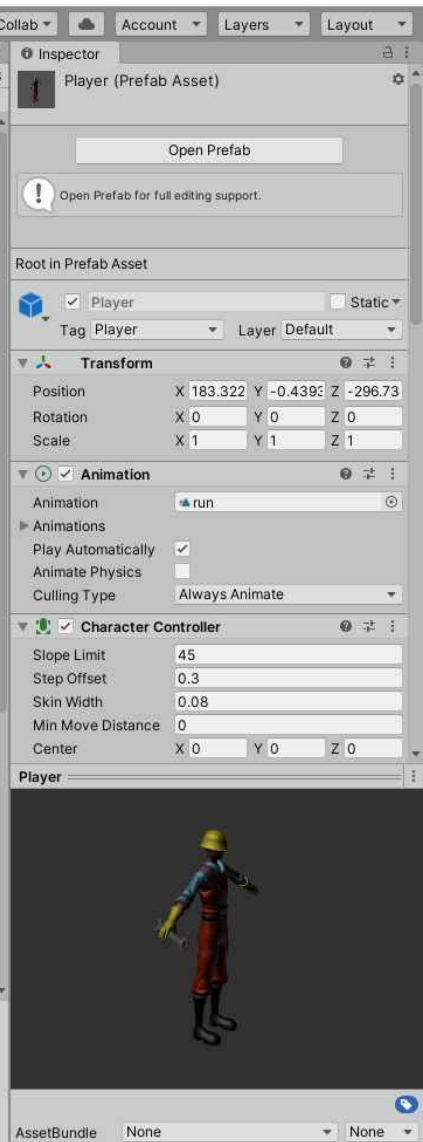 Collab Account Layers Layout
Inspector
Player (Prefab Asset)
Open Prefab
Open Prefab for full editing support.
Root in Prefab Asset
Player Static
Tag Player Layer Default
Transform
Position X 183.322 Y -0.4393 Z -296.73
Rotation X 0 Y 0 Z 0
Scale X 1 Y 1 Z 1
Animation
Animation run
Animations
Play Automatically
Animate Physics
Culling Type Always Animate
Character Controller
Slope Limit 45
Step Offset 0.3
Skin Width 0.08
Min Move Distance 0
Center X 0 Y 0 Z 0
Player
AssetBundle None None